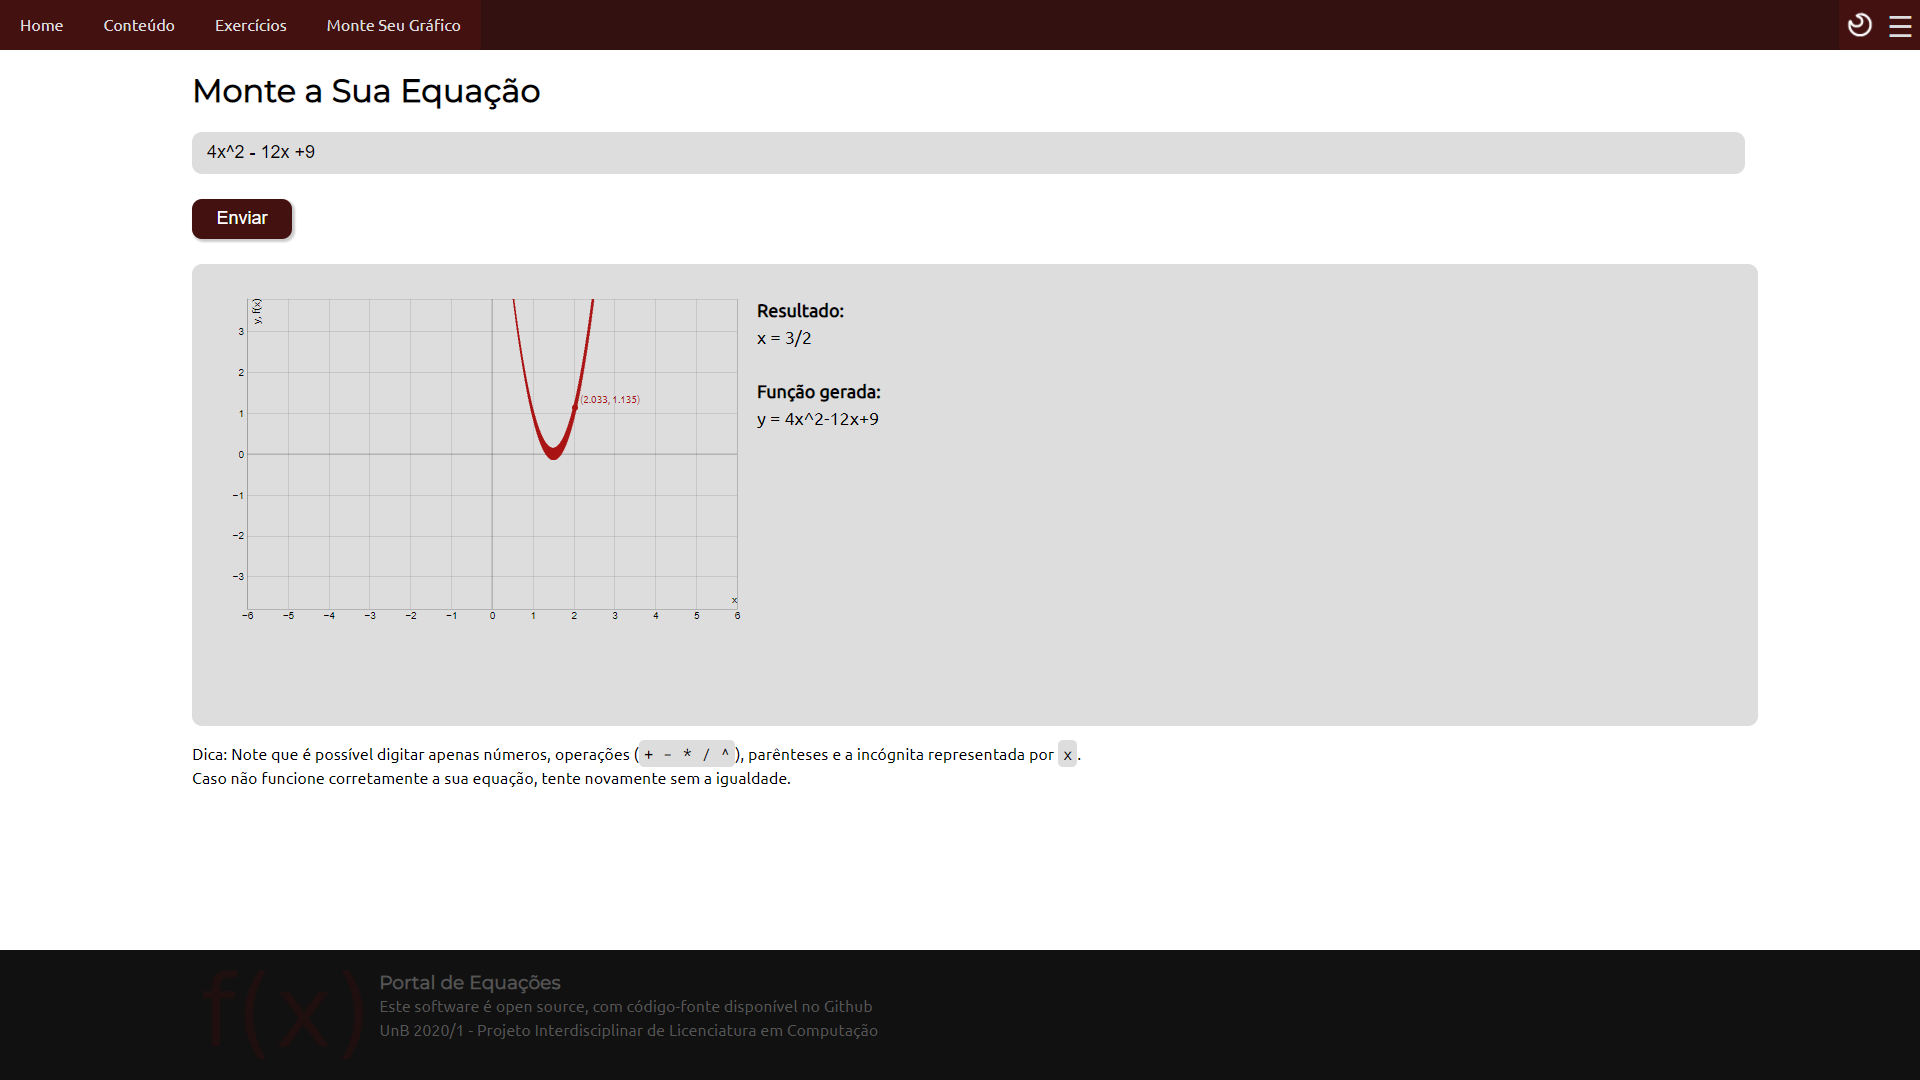 Home Conteúdo Exercícios Monte Seu Gráfico
Monte a Sua Equação
4x^2 - 12x +9
Enviar
y, f(x)
3
2
1
0
−1
−2
−3
−6 −5 −4 −3 −2 −1 0 1 2 3 4 5 6
x
(2.033, 1.135)
Resultado:
x = 3/2
Função gerada:
y = 4x^2-12x+9
Dica: Note que é possível digitar apenas números, operações (+ - * / ^), parênteses e a incógnita representada por x.
Caso não funcione corretamente a sua equação, tente novamente sem a igualdade.
f(x)
Portal de Equações
Este software é open source, com código-fonte disponível no Github
UnB 2020/1 - Projeto Interdisciplinar de Licenciatura em Computação